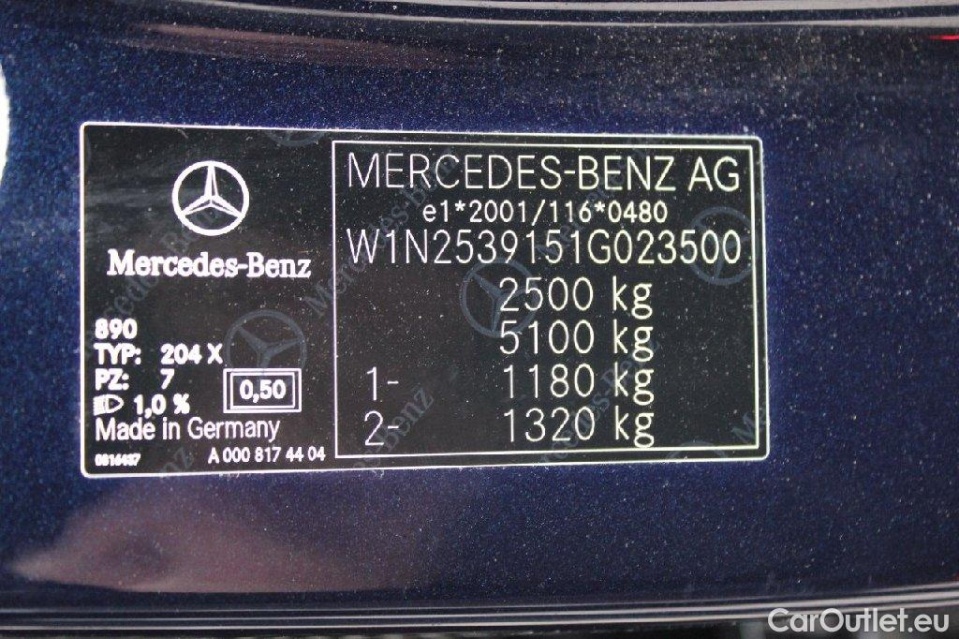 Mercedes-Benz
890
TYP: 204 X
PZ: 7
1,0 %
0,50
Made in Germany
A 000 817 44 04
MERCEDES-BENZ AG
e1*2001/116*0480
W1N2539151G023500
2500 kg
5100 kg
1- 1180 kg
2- 1320 kg
CarOutlet.eu